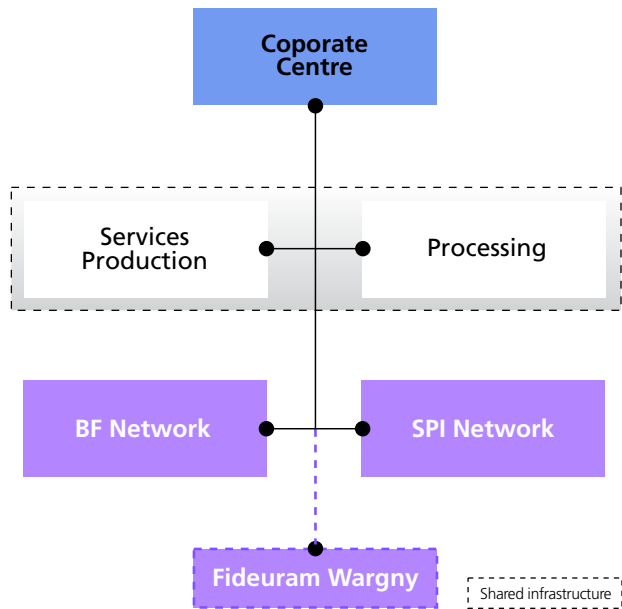 Coporate
Centre
Services
Production
Processing
BF Network
SPI Network
Fideuram Wargny
Shared infrastructure